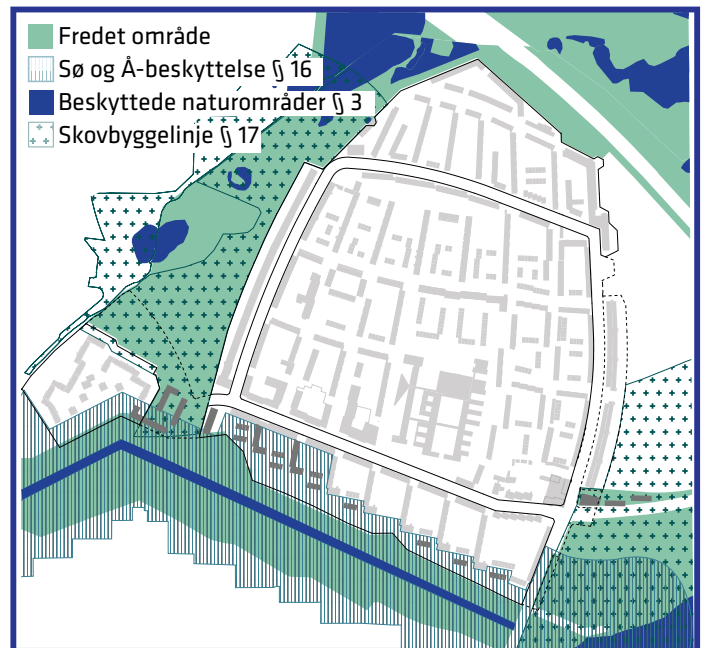 Fredet område
Sø og Å-beskyttelse § 16
Beskyttede naturområder § 3
Skovbyggelinje § 17